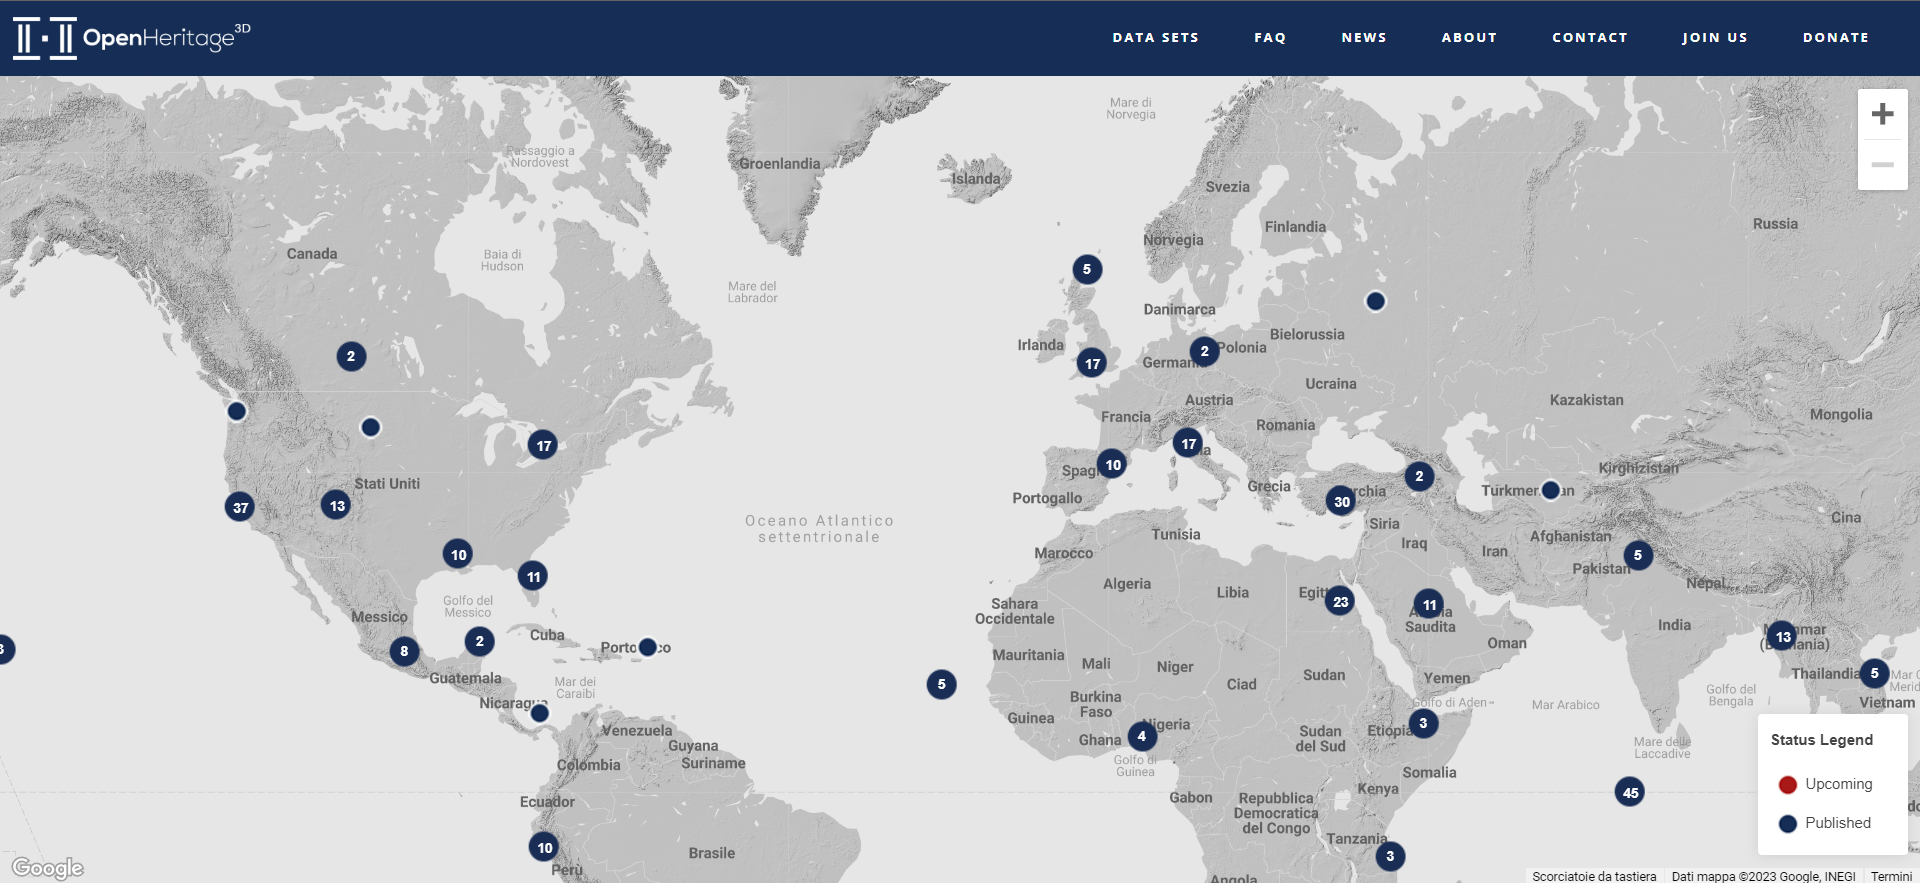 OpenHeritage3D
DATA SETS
FAQ
NEWS
ABOUT
CONTACT
JOIN US
DONATE
Mare di
Norvegia
Passaggio a
Nordovest
Groenlandia
Islanda
Svezia
Finlandia
Russia
Norvegia
Canada
Baia di
Hudson
5
Mare del
Labrador
Danimarca
Irlanda
Bielorussia
2
Polonia
2
17
German
Ucraina
Austria
Kazakistan
Francia
Mongolia
Romania
17
17
10
Spag
Kirghizistan
Stati Uniti
2
Grecia
Turkmen
an
Portogallo
37
13
30
rchia
Oceano Atlantico
settentrionale
Siria
Cina
Tunisia
Afghanistan
Iraq
Iran
10
Marocco
5
Pakistan
11
Algeria
Libia
Nepal
Golfo del
Messico
Egit
23
11
Sahara
Occidentale
Messico
Saudita
India
Cuba
2
13
mar
8
Porto
co
Oman
3
Mauritania
Mali
Niger
Sudan
Yemen
Thailandia
5
Guatemala
Mar dei
Caraibi
5
Ciad
Golfo del
Bengala
Nicaragu
Burkina
Faso
Golfo di Aden
Mar Arabico
Vietnam
Guinea
Nigeria
3
Venezuela
Ghana
4
Sudan
del Sud
Etiopia
Guyana
Suriname
Mare delle
Laccadive
Colombia
Golfo di
Guinea
Somalia
Kenya
45
Ecuador
Gabon
Repubblica
Democratica
del Congo
Tanzania
10
Brasile
3
Perù
Angola
Status Legend
Upcoming
Published
Google
Scorciatoie da tastiera
Dati mappa ©2023 Google, INEGI
Termini